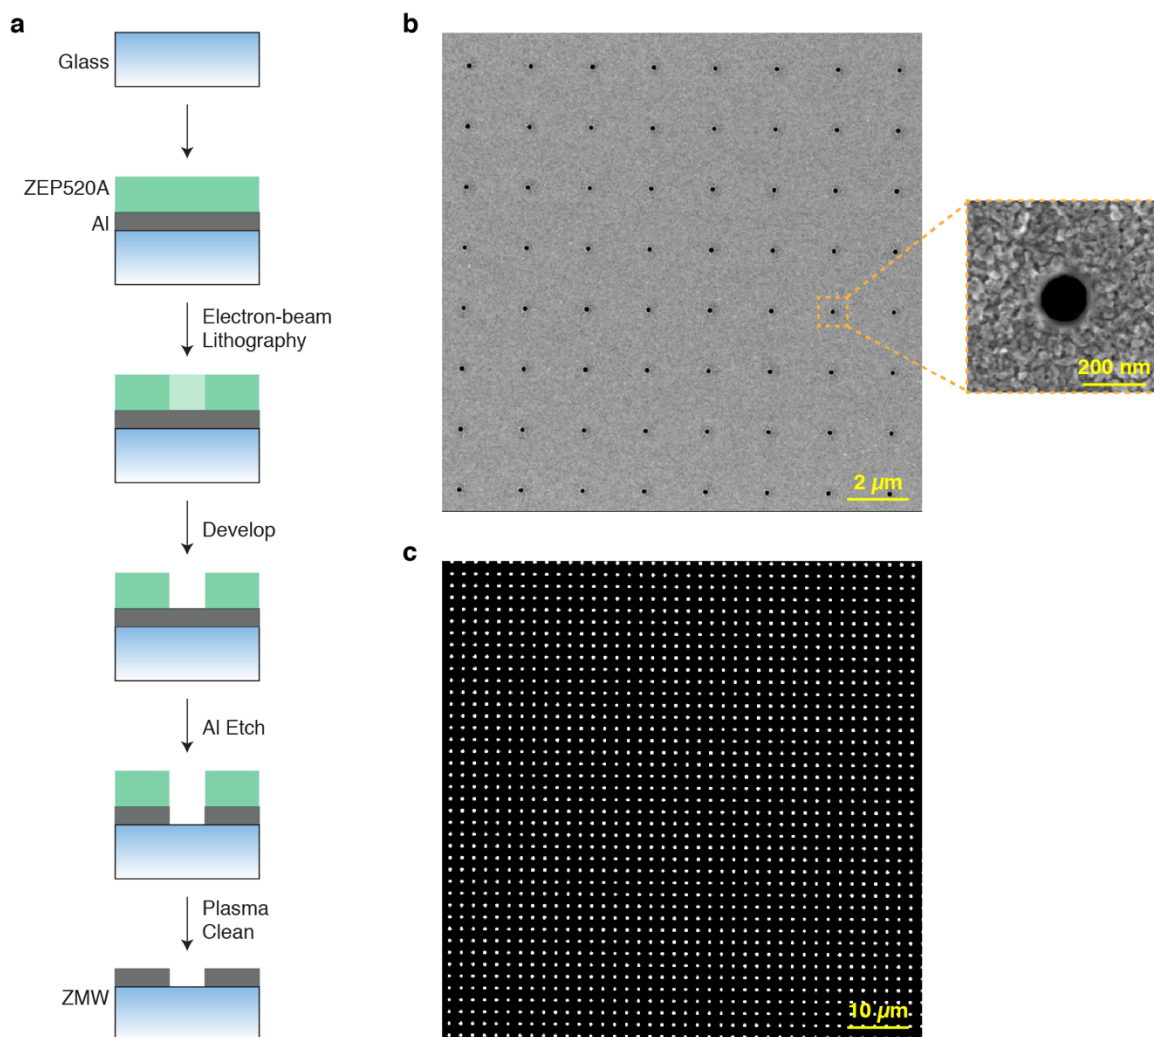 a
Glass
ZEP520A
Al
Electron-beam
Lithography
Develop
Al Etch
Plasma
Clean
ZMW
b
200 nm
2 µm
c
10 µm